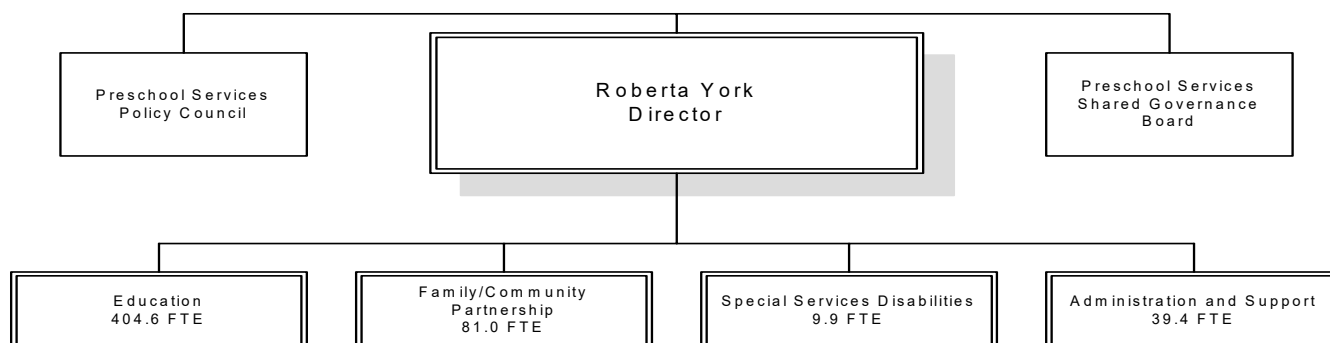 Preschool Services
Policy Council
Roberta York
Director
Preschool Services
Shared Governance
Board
Education
404.6 FTE
Family/Community
Partnership
81.0 FTE
Special Services Disabilities
9.9 FTE
Administration and Support
39.4 FTE